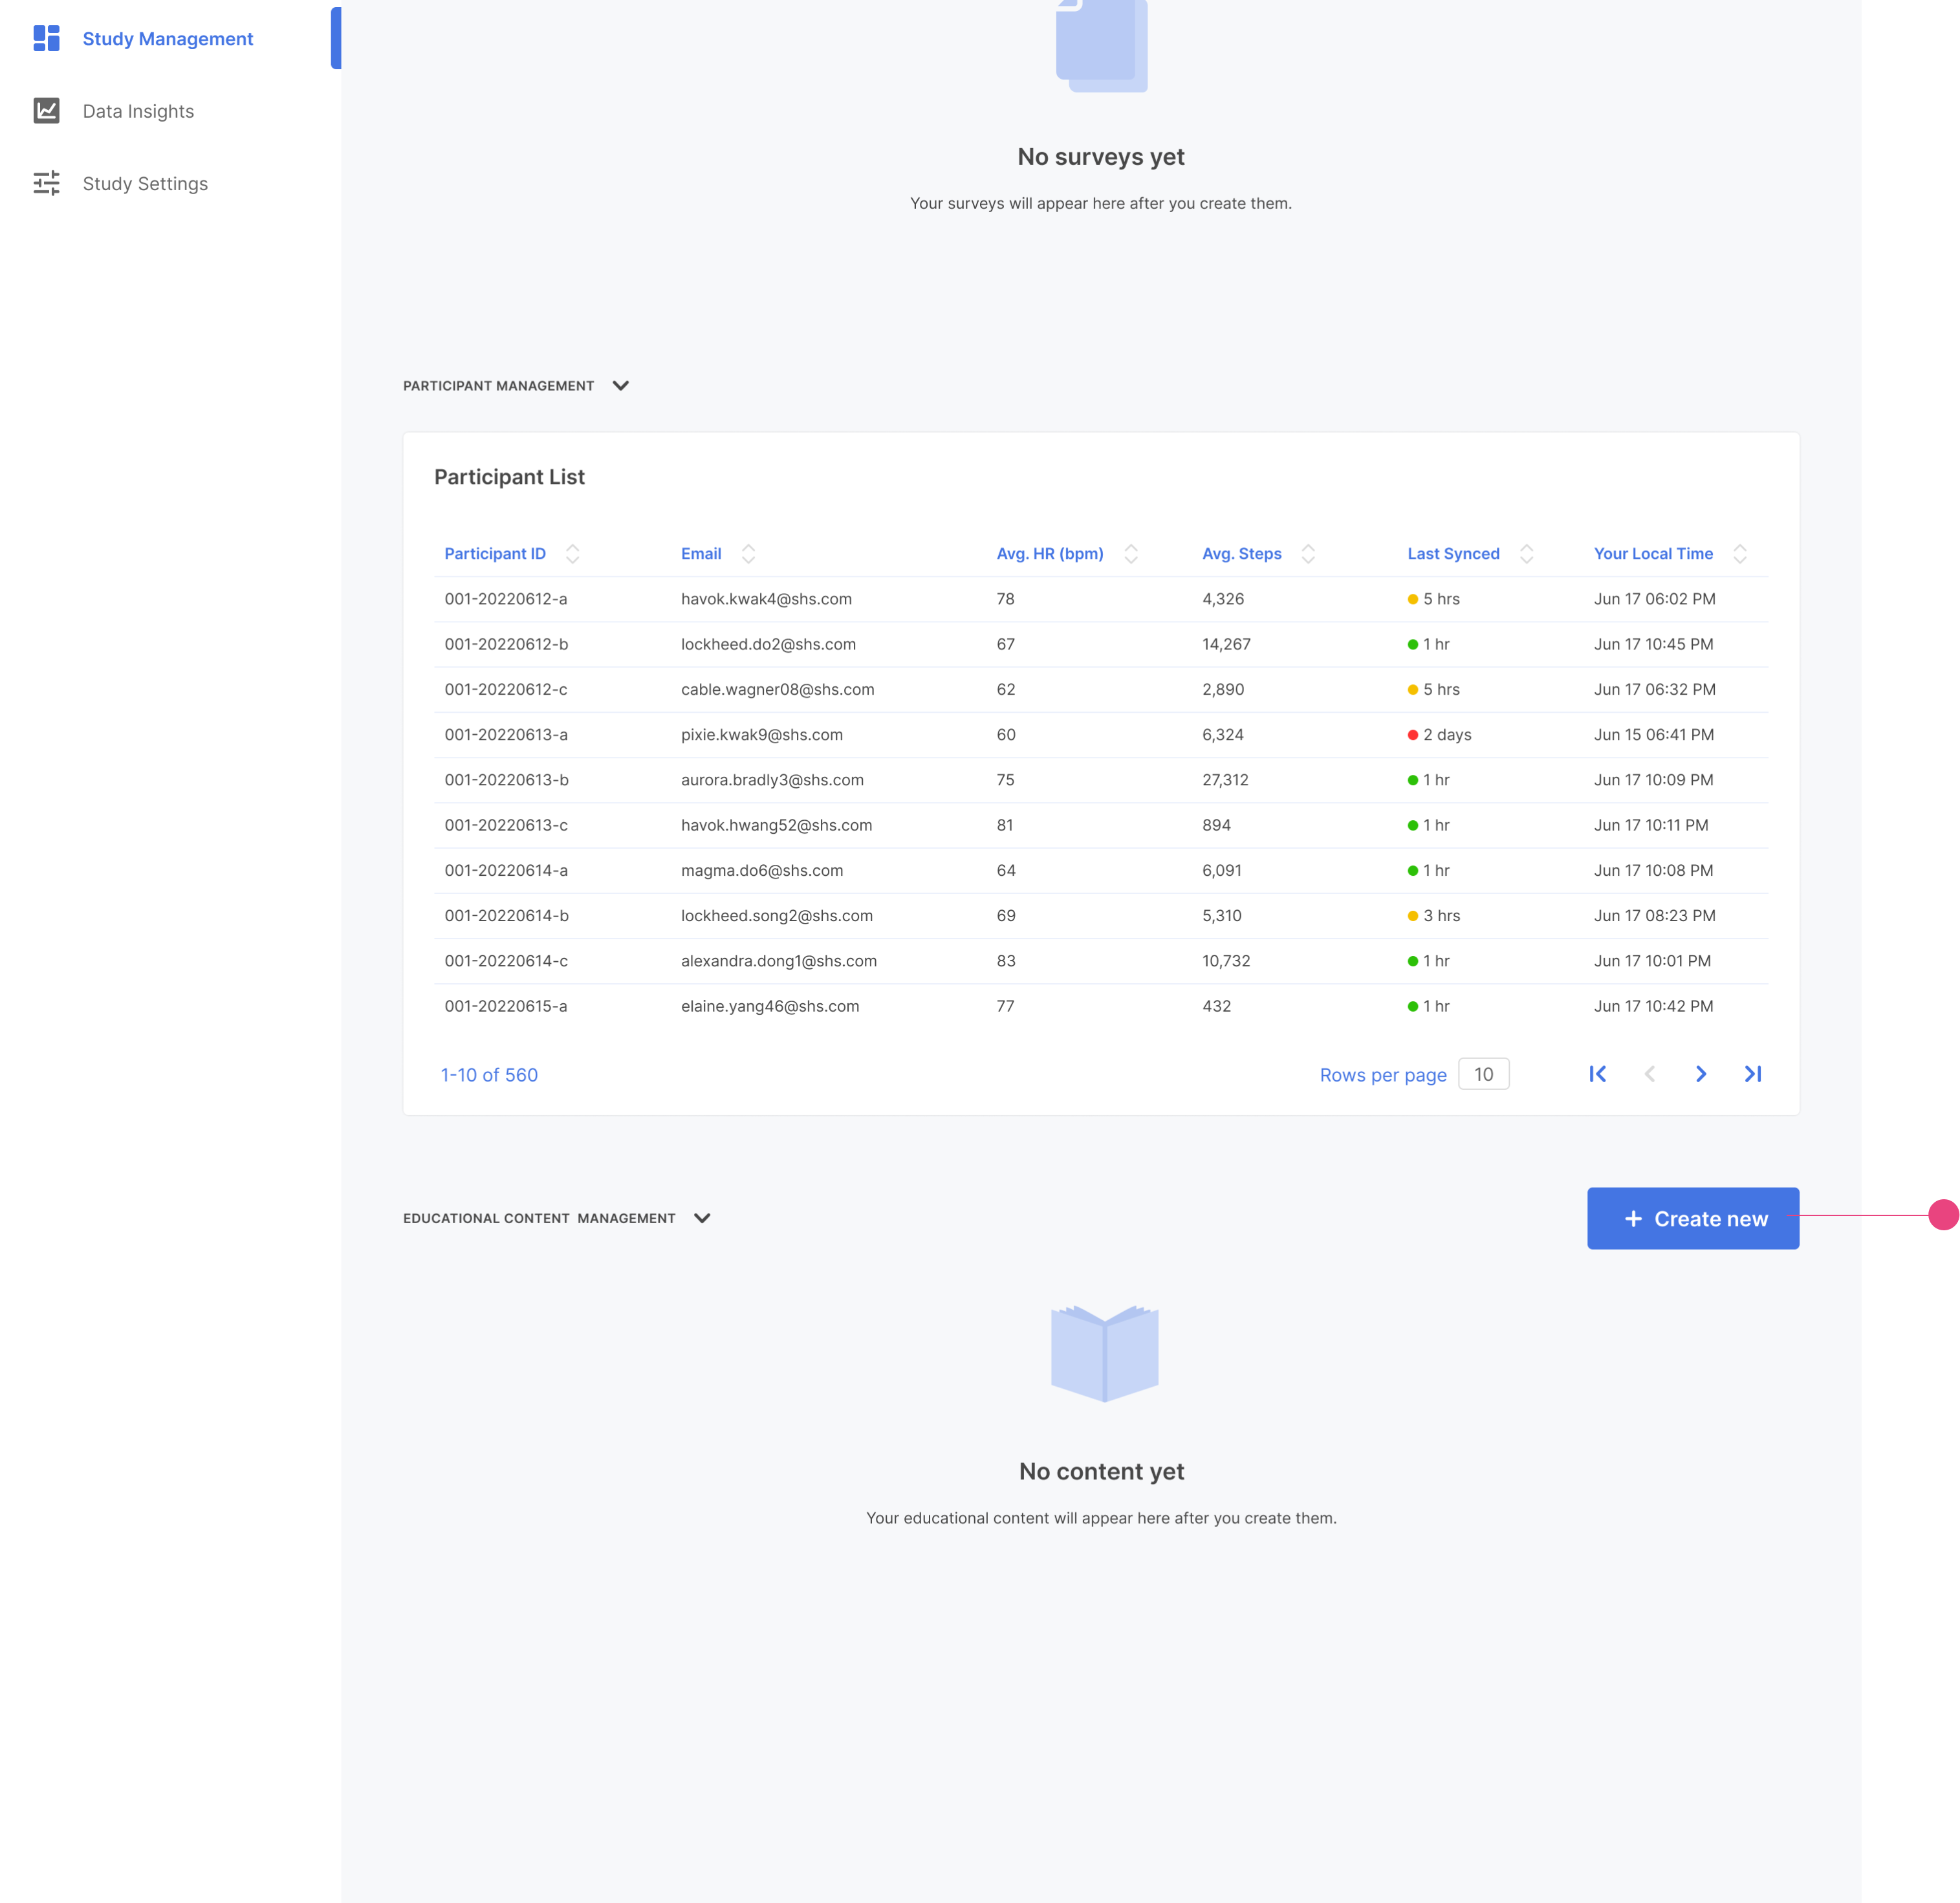 Study Management
Data Insights
Study Settings
No surveys yet
Your surveys will appear here after you create them.
PARTICIPANT MANAGEMENT
Participant List
Participant ID Email Avg. HR (bpm) Avg. Steps Last Synced Your Local Time
001-20220612-a havok.kwak4@shs.com 78 4,326 5 hrs Jun 17 06:02 PM
001-20220612-b lockheed.do2@shs.com 67 14,267 1 hr Jun 17 10:45 PM
001-20220612-c cable.wagner08@shs.com 62 2,890 5 hrs Jun 17 06:32 PM
001-20220613-a pixie.kwak9@shs.com 60 6,324 2 days Jun 15 06:41 PM
001-20220613-b aurora.bradly3@shs.com 75 27,312 1 hr Jun 17 10:09 PM
001-20220613-c havok.hwang52@shs.com 81 894 1 hr Jun 17 10:11 PM
001-20220614-a magma.do6@shs.com 64 6,091 1 hr Jun 17 10:08 PM
001-20220614-b lockheed.song2@shs.com 69 5,310 3 hrs Jun 17 08:23 PM
001-20220614-c alexandra.dong1@shs.com 83 10,732 1 hr Jun 17 10:01 PM
001-20220615-a elaine.yang46@shs.com 77 432 1 hr Jun 17 10:42 PM
1-10 of 560 Rows per page 10
EDUCATIONAL CONTENT MANAGEMENT + Create new
No content yet
Your educational content will appear here after you create them.